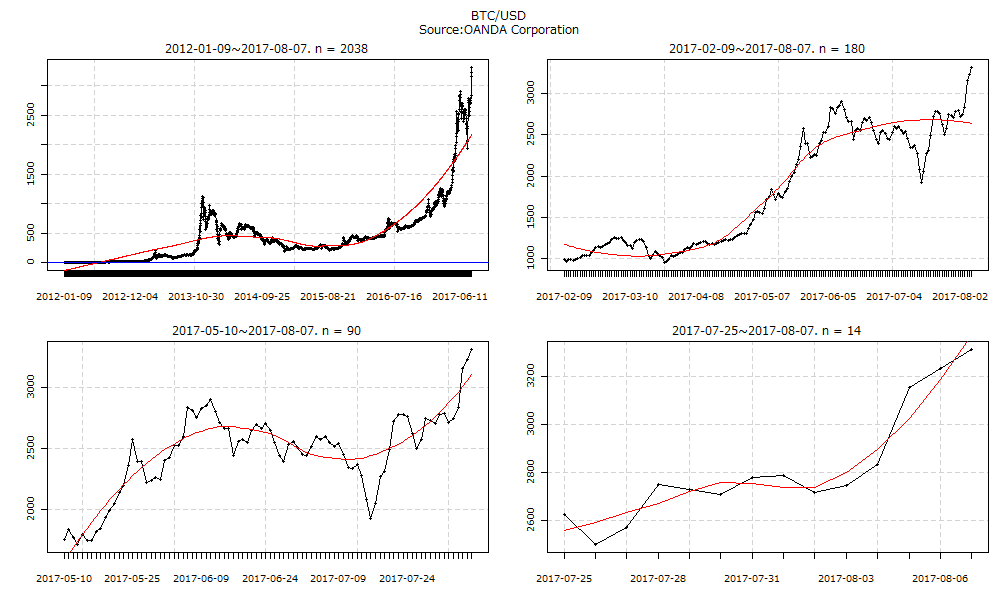 BTC/USD
Source:OANDA Corporation
2012-01-09~2017-08-07. n = 2038
500 1500 2500
0
2012-01-09 2012-12-04 2013-10-30 2014-09-25 2015-08-21 2016-07-16 2017-06-11
2017-02-09~2017-08-07. n = 180
1000 1500 2000 2500 3000
2017-02-09 2017-03-10 2017-04-08 2017-05-07 2017-06-05 2017-07-04 2017-08-02
2017-05-10~2017-08-07. n = 90
2000 2500 3000
2017-05-10 2017-05-25 2017-06-09 2017-06-24 2017-07-09 2017-07-24
2017-07-25~2017-08-07. n = 14
2600 2800 3000 3200
2017-07-25 2017-07-28 2017-07-31 2017-08-03 2017-08-06